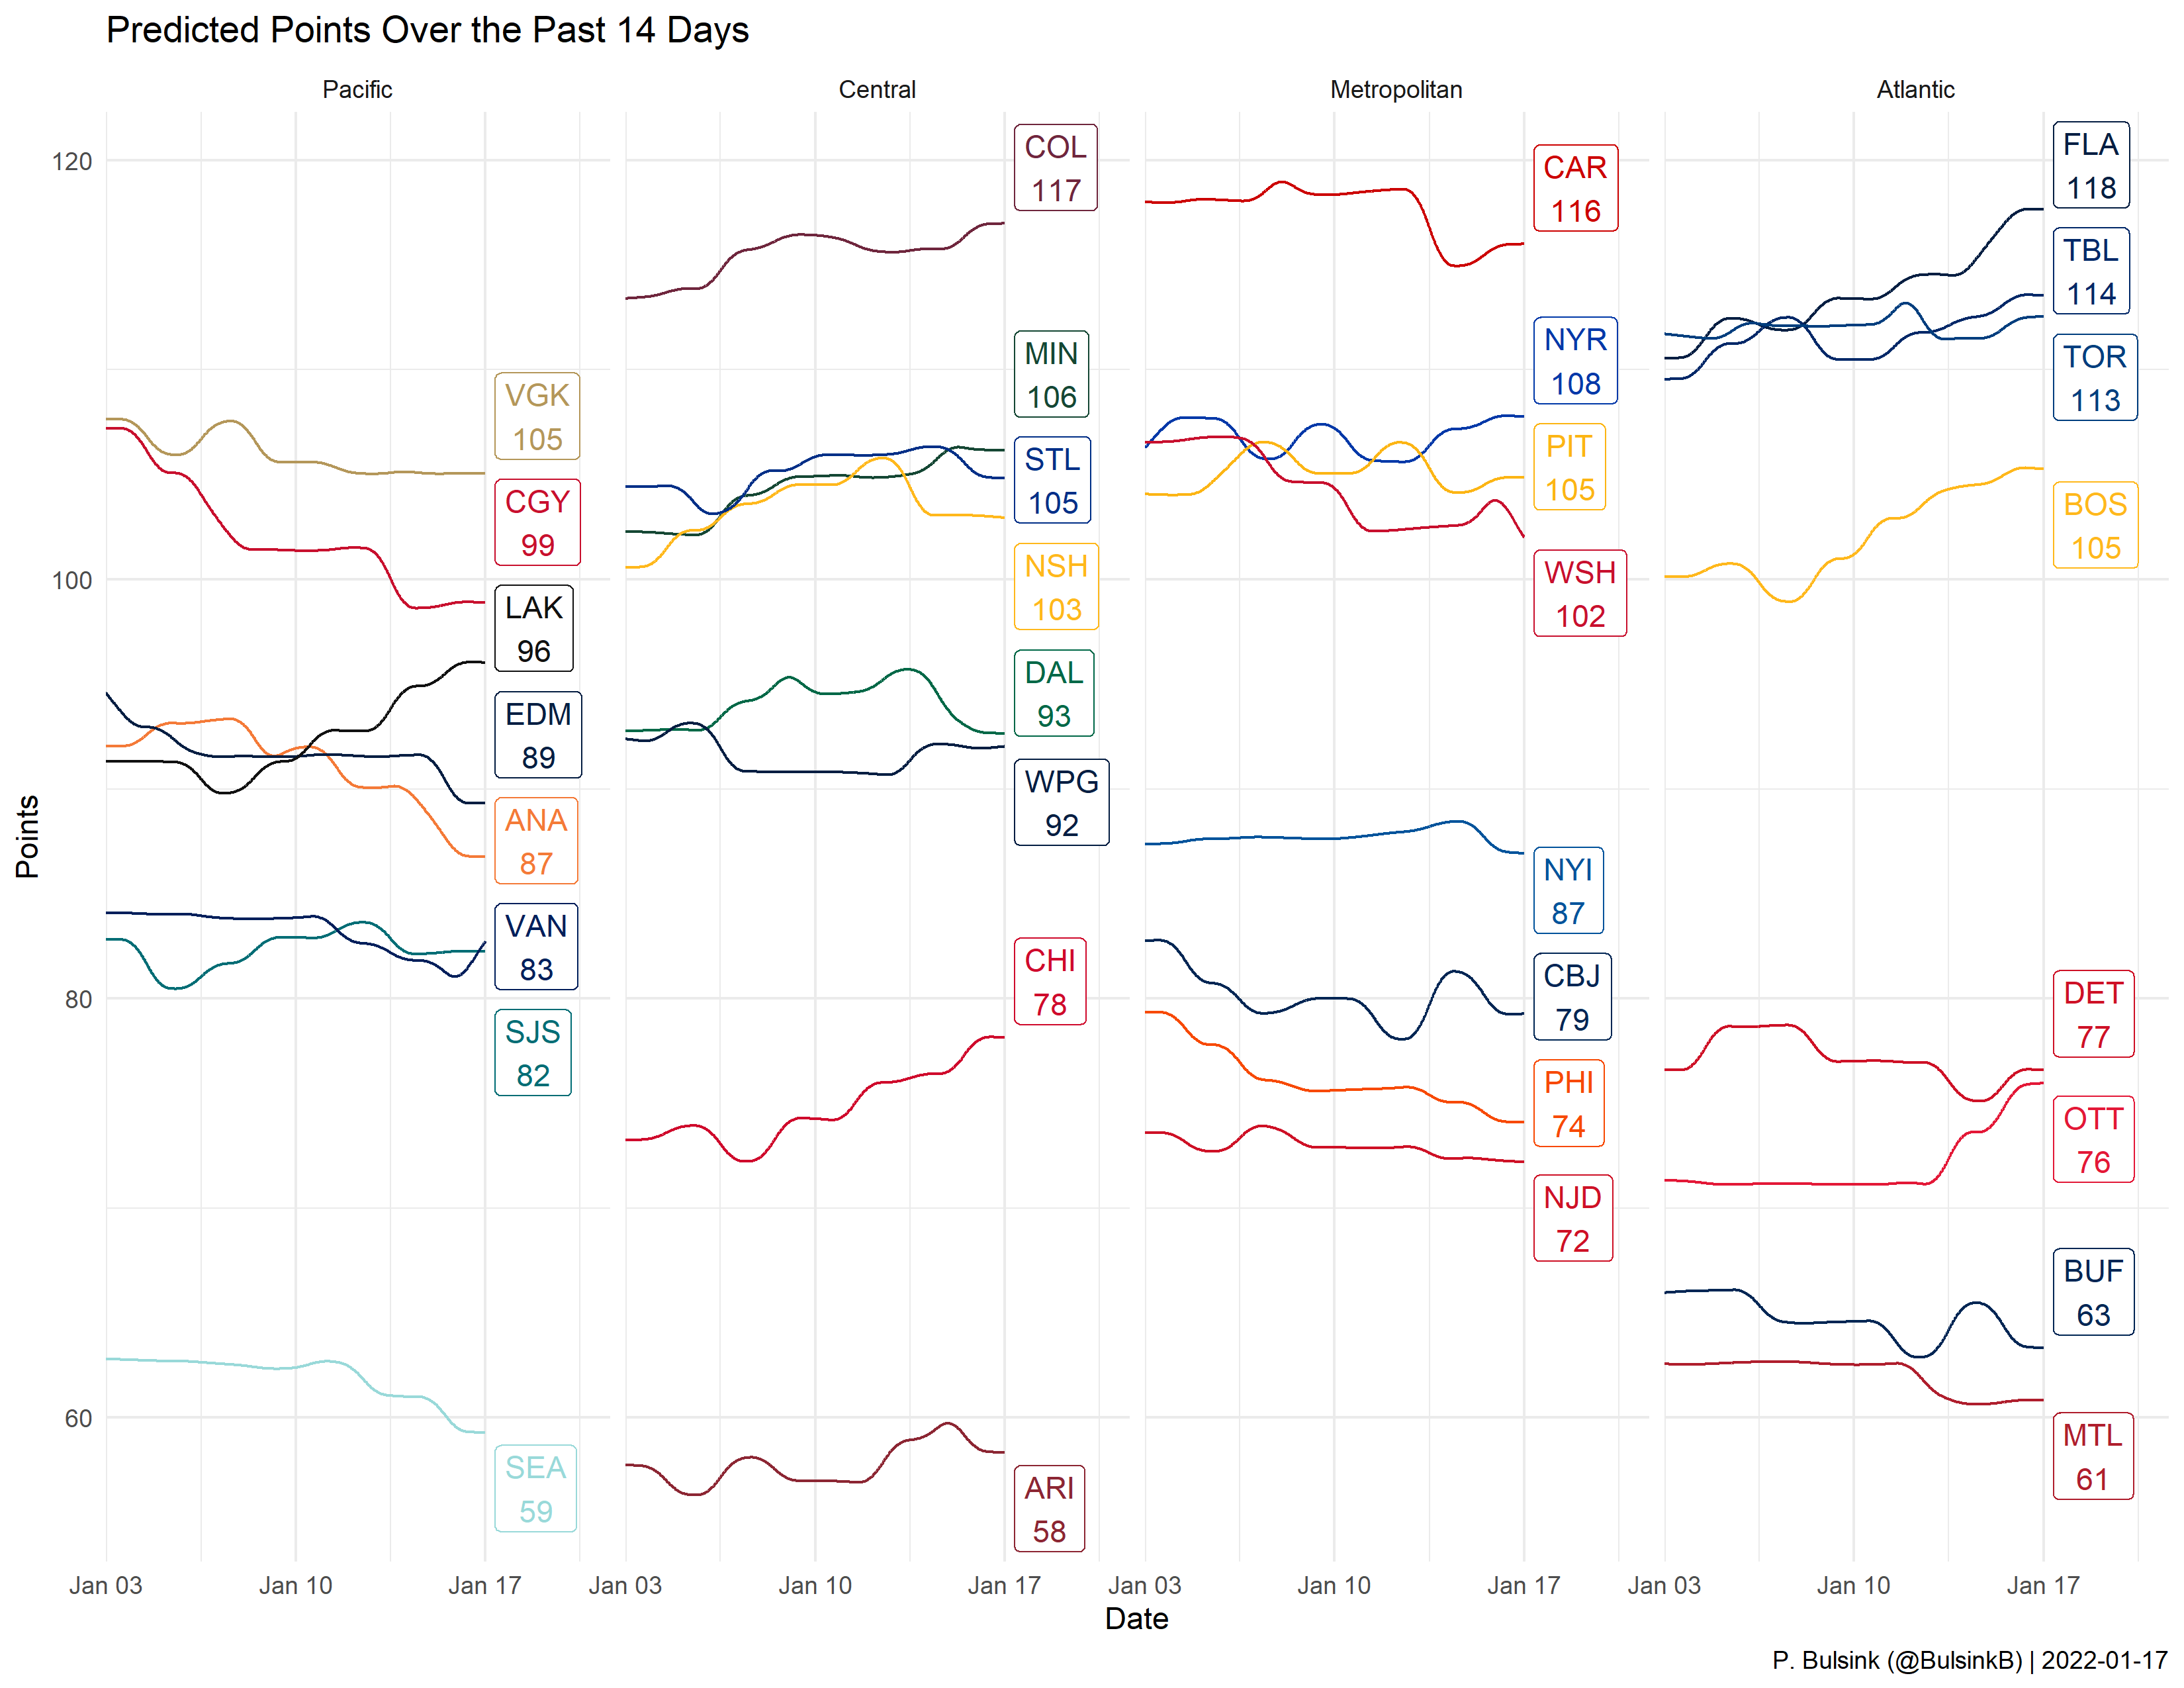 Predicted Points Over the Past 14 Days
Pacific
Central
Metropolitan
Atlantic
Points
120
100
80
60
VGK
105
CGY
99
LAK
96
EDM
89
ANA
87
VAN
83
SJS
82
SEA
59
COL
117
MIN
106
STL
105
NSH
103
DAL
93
WPG
92
CHI
78
ARI
58
CAR
116
NYR
108
PIT
105
WSH
102
NYI
87
CBJ
79
PHI
74
NJD
72
FLA
118
TBL
114
TOR
113
BOS
105
DET
77
OTT
76
BUF
63
MTL
61
Jan 03 Jan 10 Jan 17
Jan 03 Jan 10 Jan 17
Jan 03 Jan 10 Jan 17
Jan 03 Jan 10 Jan 17
Date
P. Bulsink (@BulsinkB) | 2022-01-17